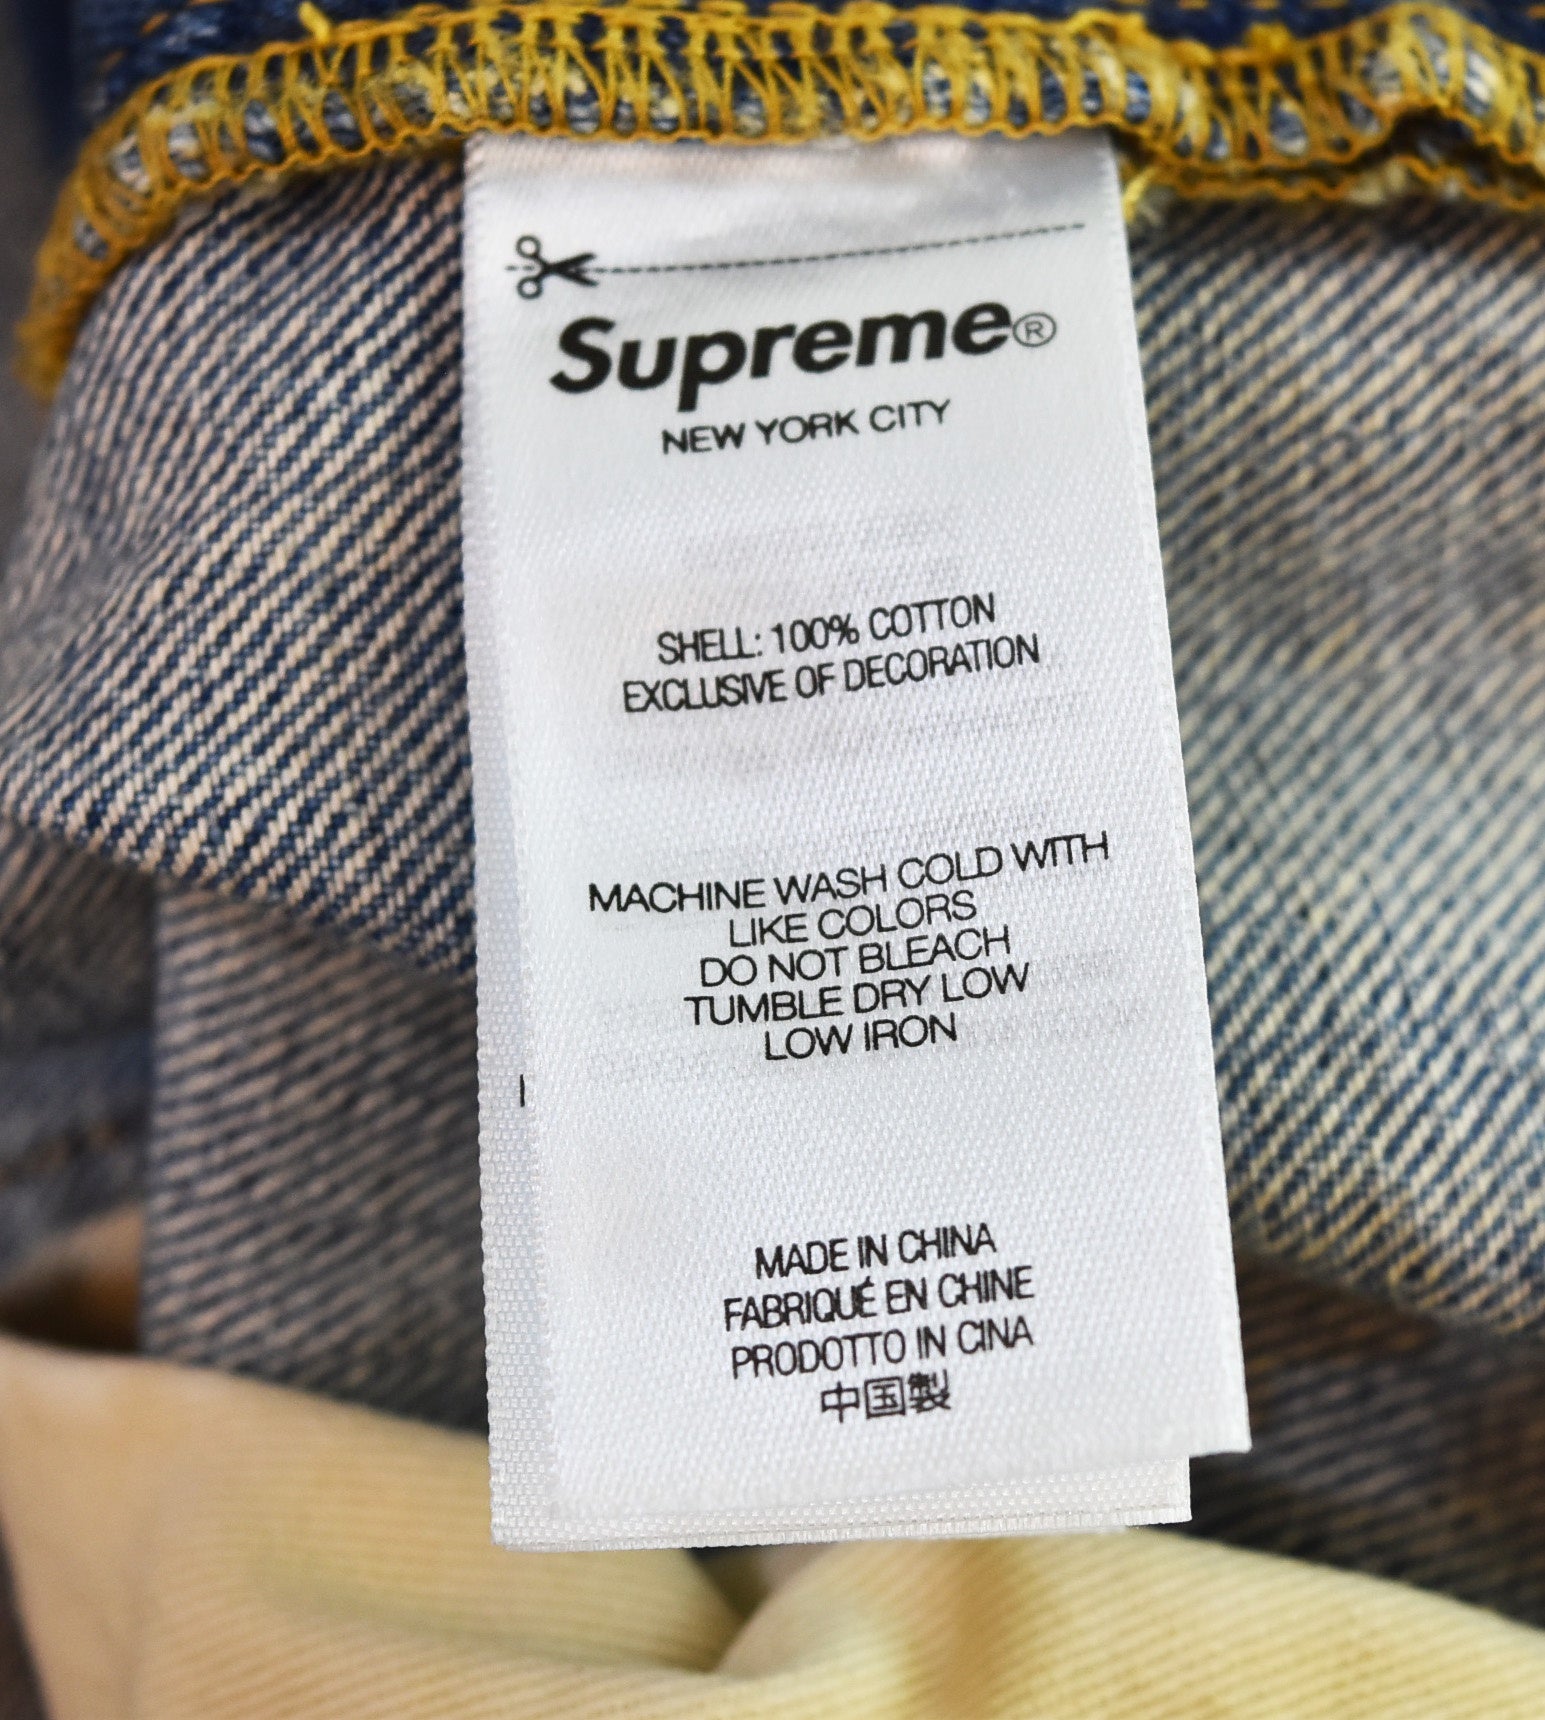 Supreme®
NEW YORK CITY
SHELL: 100% COTTON
EXCLUSIVE OF DECORATION
MACHINE WASH COLD WITH
LIKE COLORS
DO NOT BLEACH
TUMBLE DRY LOW
LOW IRON
MADE IN CHINA
FABRIQUÉ EN CHINE
PRODOTTO IN CINA
中国製